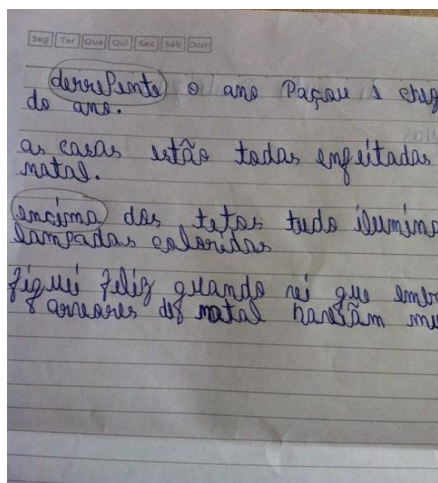 Seg Ter Qua Qui Sex Sáb Dom
derrePente o ano Paçou e cheg
do ano.
as casas estão todas enfeitadas
natal.
encima dos tetos tudo ilumina
lampadas coloridas
fiquei feliz quando vi que emb
arvores de natal haviam mu